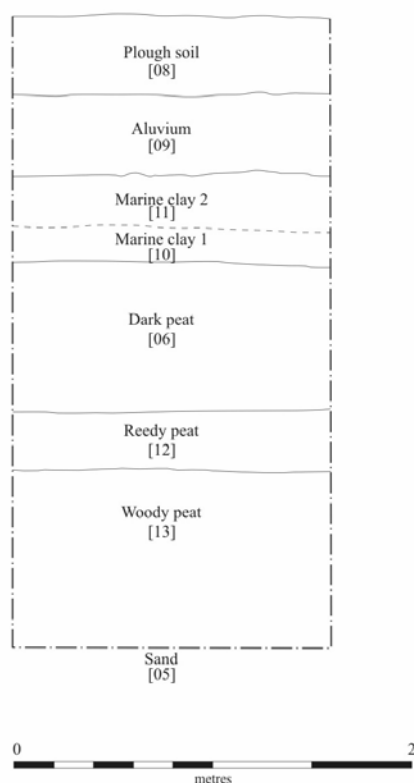 Plough soil
[08]
Aluvium
[09]
Marine clay 2
[11]
Marine clay 1
[10]
Dark peat
[06]
Reedy peat
[12]
Woody peat
[13]
Sand
[05]
0 2
metres